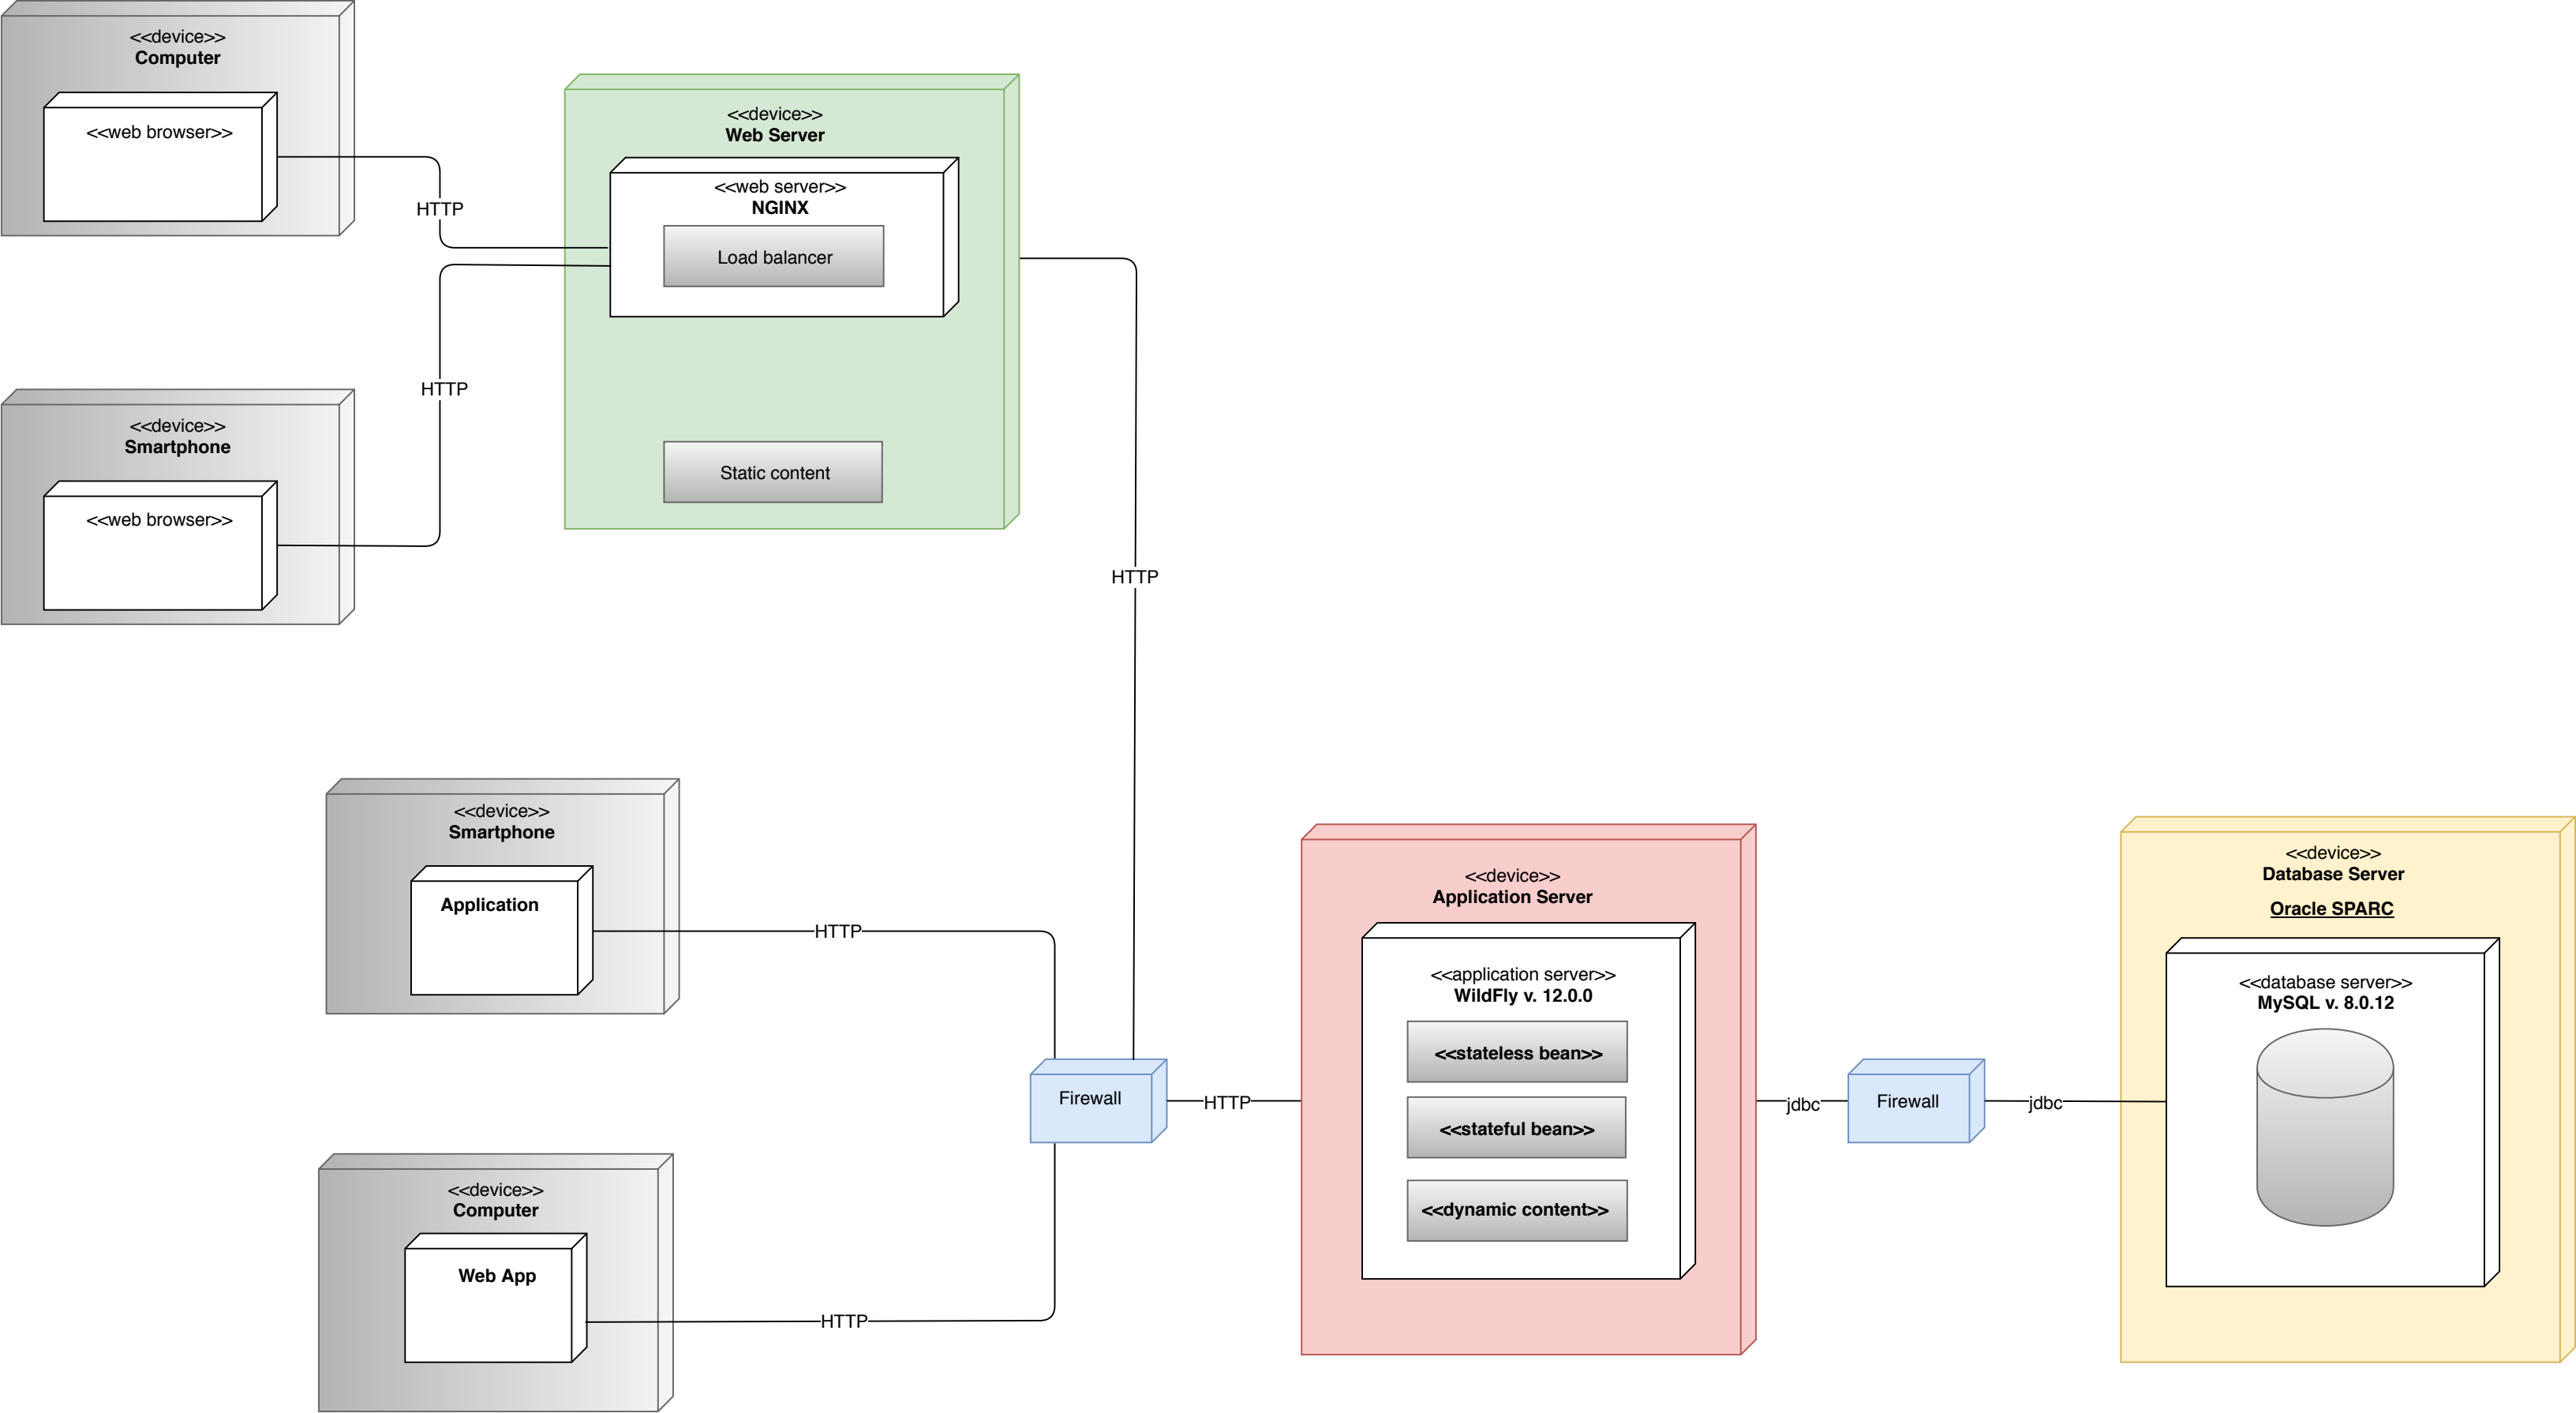 <<device>>
Computer
<<web browser>>
HTTP
<<device>>
Web Server
<<web server>>
NGINX
Load balancer
Static content
HTTP
<<device>>
Smartphone
<<web browser>>
HTTP
<<device>>
Smartphone
Application
HTTP
<<device>>
Computer
Web App
HTTP
Firewall
HTTP
<<device>>
Application Server
<<application server>>
WildFly v. 12.0.0
<<stateless bean>>
<<stateful bean>>
<<dynamic content>>
jdbc
Firewall
jdbc
<<device>>
Database Server
Oracle SPARC
<<database server>>
MySQL v. 8.0.12